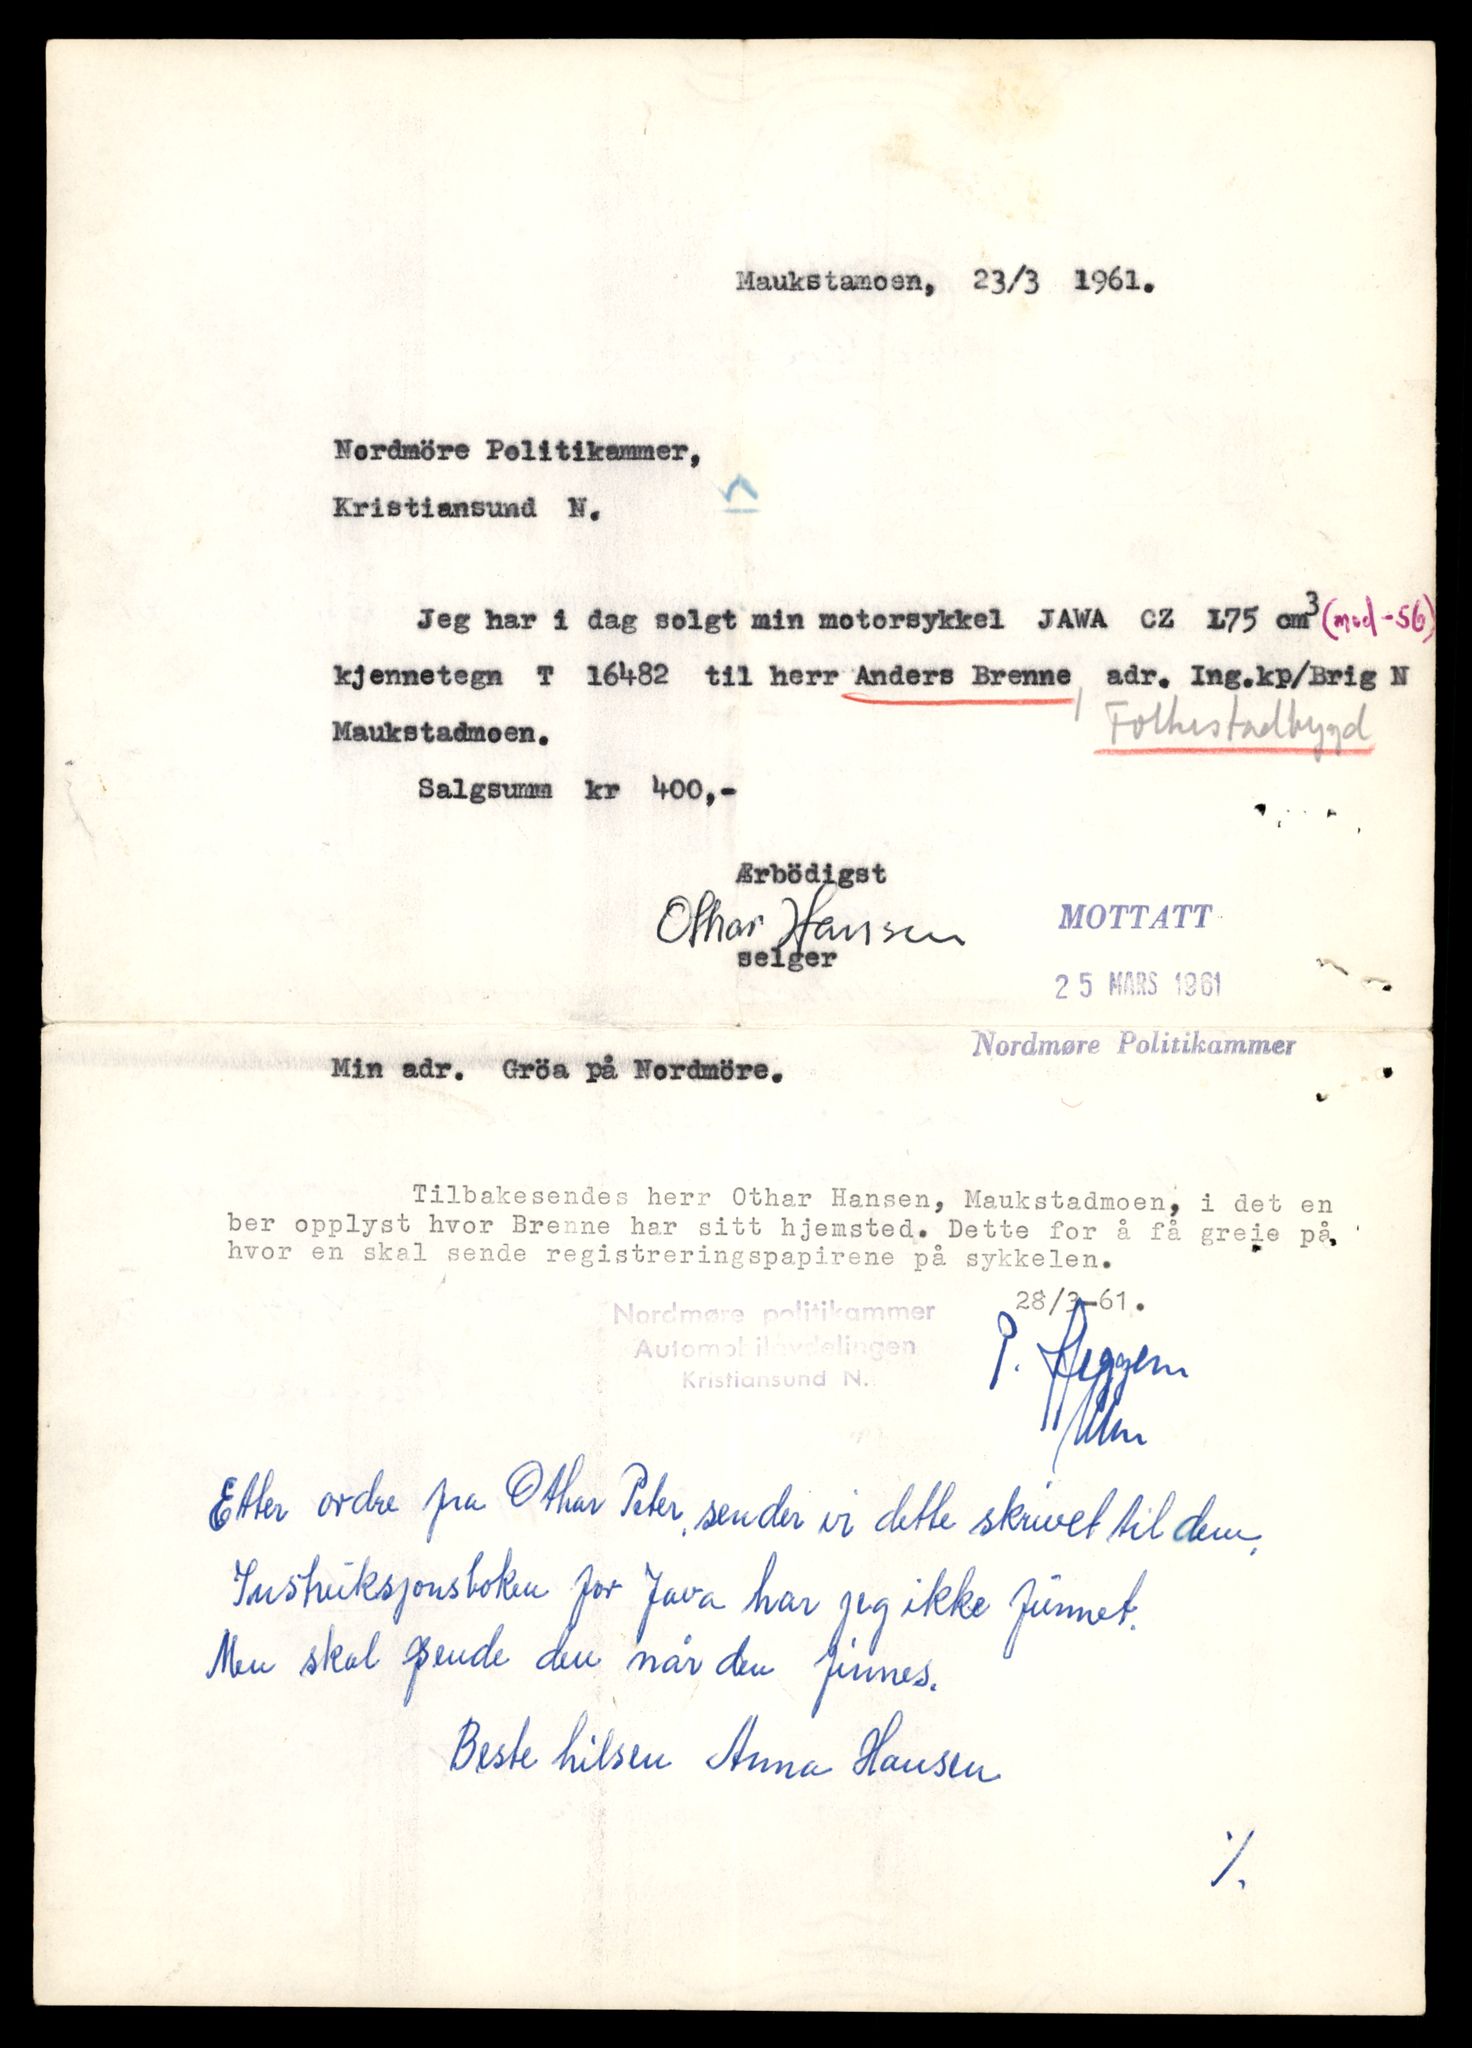 Maukstamoen, 23/3 1961.
Nordmöre Politikammer,
Kristiansund N.
Jeg har i dag solgt min motorsykkel JAWA CZ 175 cm3 (mod -56)
kjennetegn T 16482 til herr Anders Brenne, adr. Ing.kp/Brig N
Folkestadbygd
Maukstadmoen.
Salgsumm kr 400,-
Ærbödigst
Othar Hansen
selger
MOTTATT
25 MARS 1961
Nordmøre Politikammer
Min adr. Gröa på Nordmöre.
Tilbakesendes herr Othar Hansen, Maukstadmoen, i det en
ber opplyst hvor Brenne har sitt hjemsted. Dette for å få greie på,
hvor en skal sende registreringspapirene på sykkelen.
28/3-61.
Nordmøre politikammer
Automobilavdelingen
Kristiansund N.
P. Heggem
Etter ordre fra Othar Peter, sender vi dette skrivet til dem.
Instruksjonsboken for Java har jeg ikke funnet.
Men skal sende den når den finnes.
Beste hilsen Anna Hansen